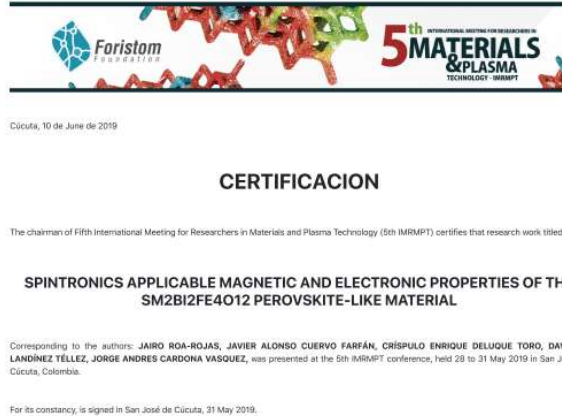 Foristom
Foundation
5th INTERNATIONAL MEETING FOR RESEARCHERS IN
MATERIALS
&PLASMA
TECHNOLOGY - IMRMPT
Cúcuta, 10 de June de 2019
CERTIFICACION
The chairman of Fifth International Meeting for Researchers in Materials and Plasma Technology (5th IMRMPT) certifies that research work titled
SPINTRONICS APPLICABLE MAGNETIC AND ELECTRONIC PROPERTIES OF TH
SM2BI2FE4O12 PEROVSKITE-LIKE MATERIAL
Corresponding to the authors: JAIRO ROA-ROJAS, JAVIER ALONSO CUERVO FARFÁN, CRÍSPULO ENRIQUE DELUQUE TORO, DAV
LANDÍNEZ TÉLLEZ, JORGE ANDRES CARDONA VASQUEZ, was presented at the 5th IMRMPT conference, held 28 to 31 May 2019 in San J
Cúcuta, Colombia.
For its constancy, is signed in San José de Cúcuta, 31 May 2019.